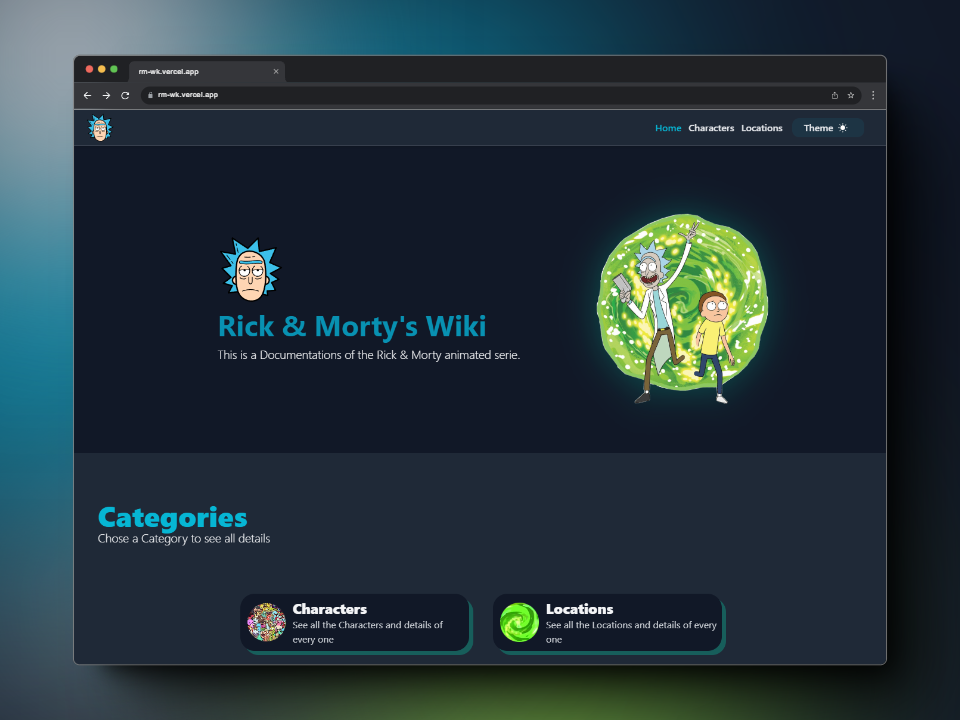 rm-wk.vercel.app
rm-wk.vercel.app
Home Characters Locations Theme
Rick & Morty's Wiki
This is a Documentations of the Rick & Morty animated serie.
Categories
Chose a Category to see all details
Characters
See all the Characters and details of
every one
Locations
See all the Locations and details of every
one